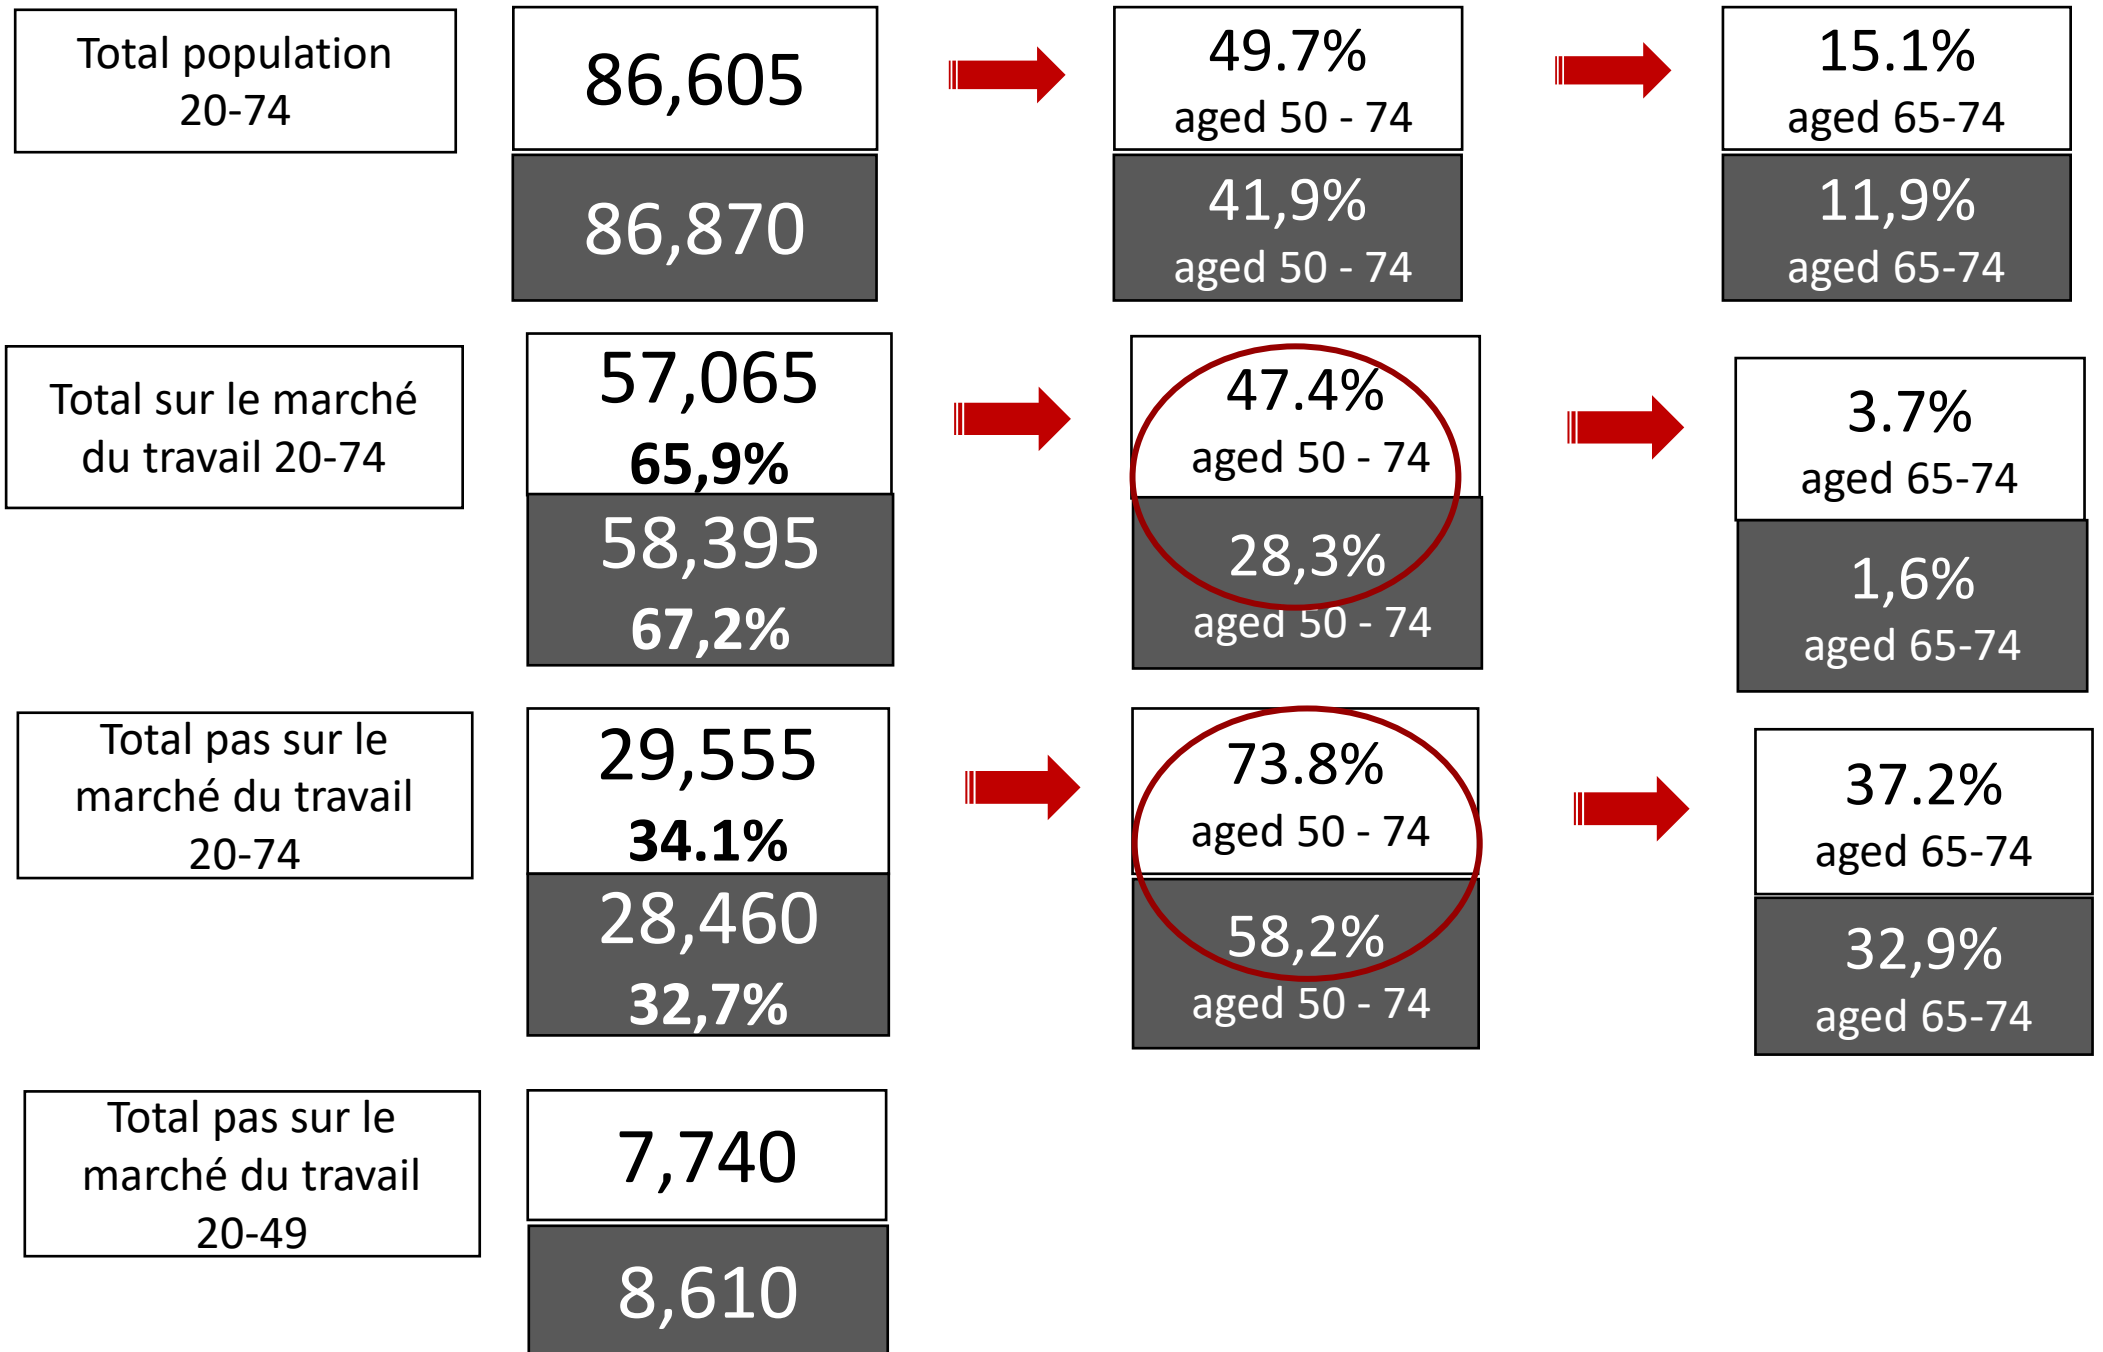 Total population
20-74
86,605
49.7%
aged 50 - 74
15.1%
aged 65-74
86,870
41,9%
aged 50 - 74
11,9%
aged 65-74
Total sur le marché
du travail 20-74
57,065
65,9%
47.4%
aged 50 - 74
3.7%
aged 65-74
58,395
67,2%
28,3%
aged 50 - 74
1,6%
aged 65-74
Total pas sur le
marché du travail
20-74
29,555
34.1%
73.8%
aged 50 - 74
37.2%
aged 65-74
28,460
32,7%
58,2%
aged 50 - 74
32,9%
aged 65-74
Total pas sur le
marché du travail
20-49
7,740
8,610